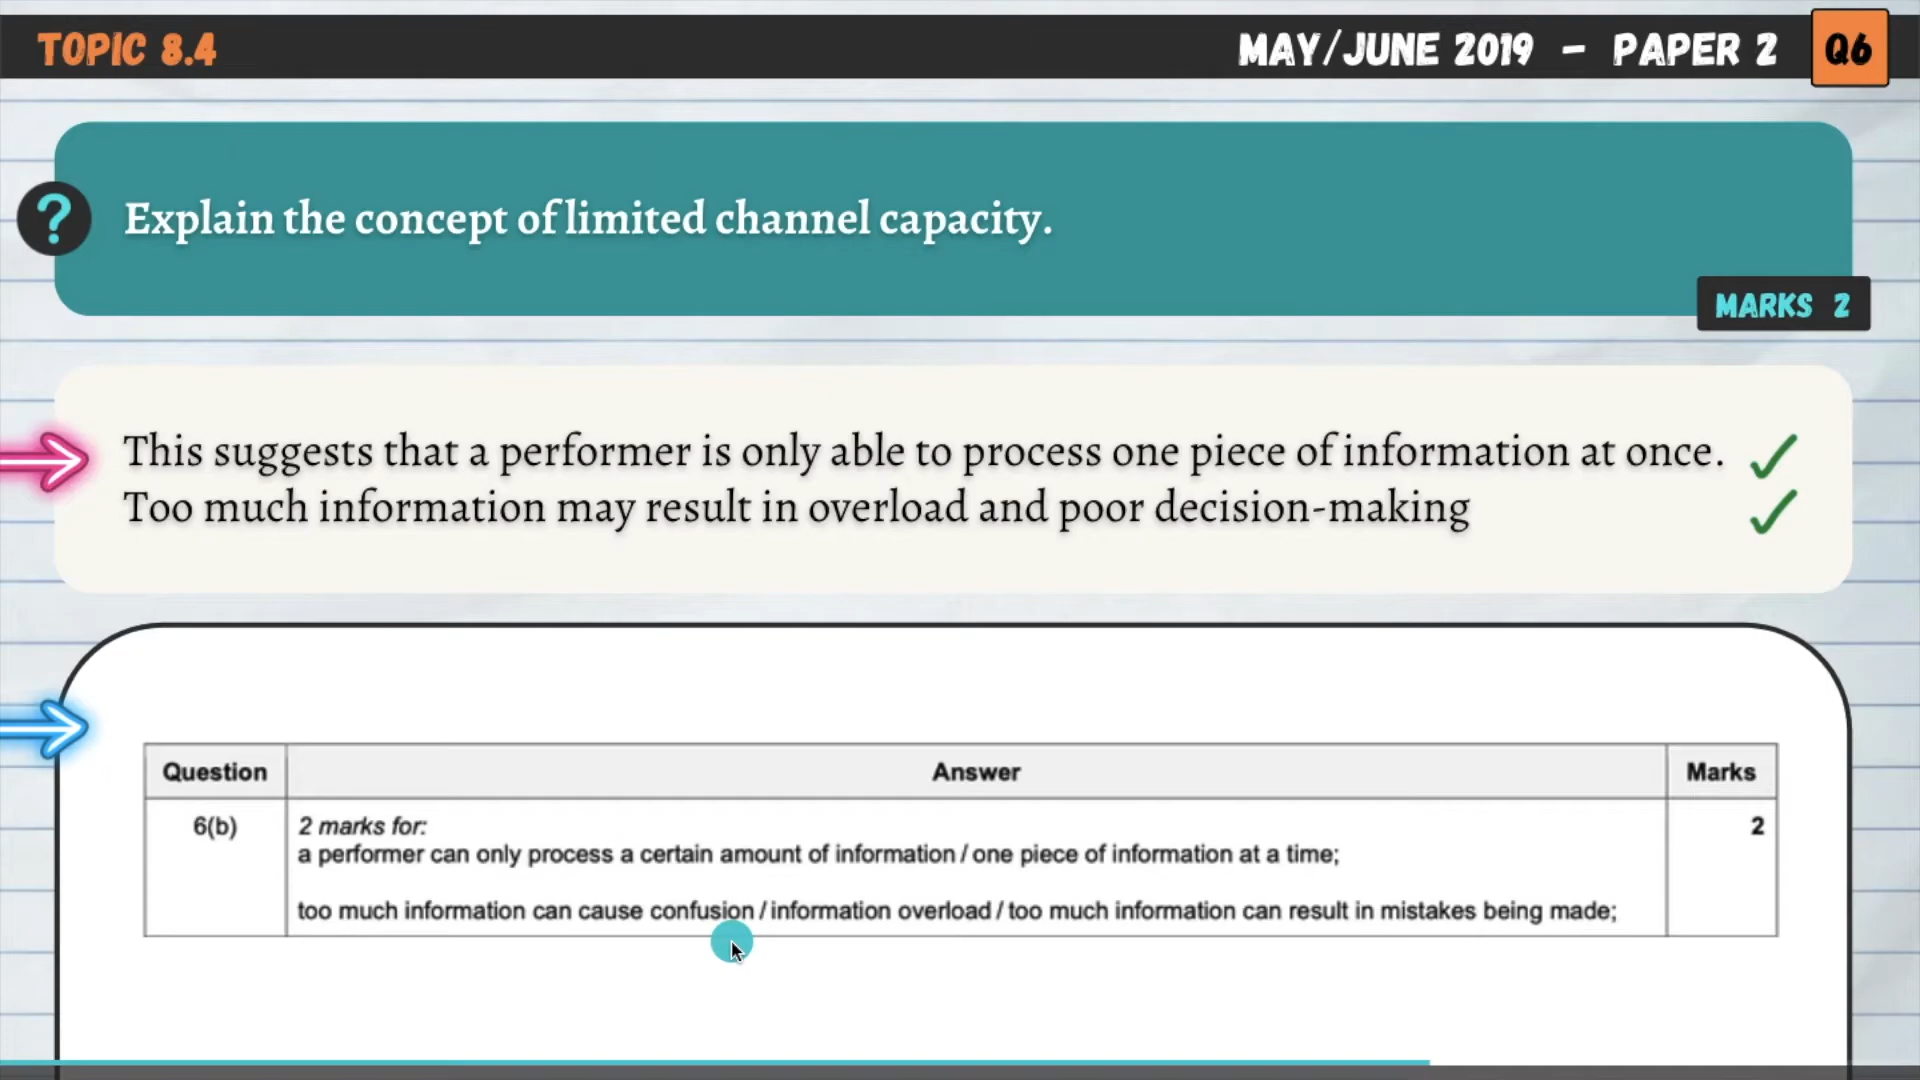 TOPIC 8.4
MAY/JUNE 2019 - PAPER 2 Q6
? Explain the concept of limited channel capacity.
MARKS 2
This suggests that a performer is only able to process one piece of information at once.
Too much information may result in overload and poor decision-making
Question Answer Marks
6(b) 2 marks for: 2
a performer can only process a certain amount of information / one piece of information at a time;
too much information can cause confusion / information overload / too much information can result in mistakes being made;